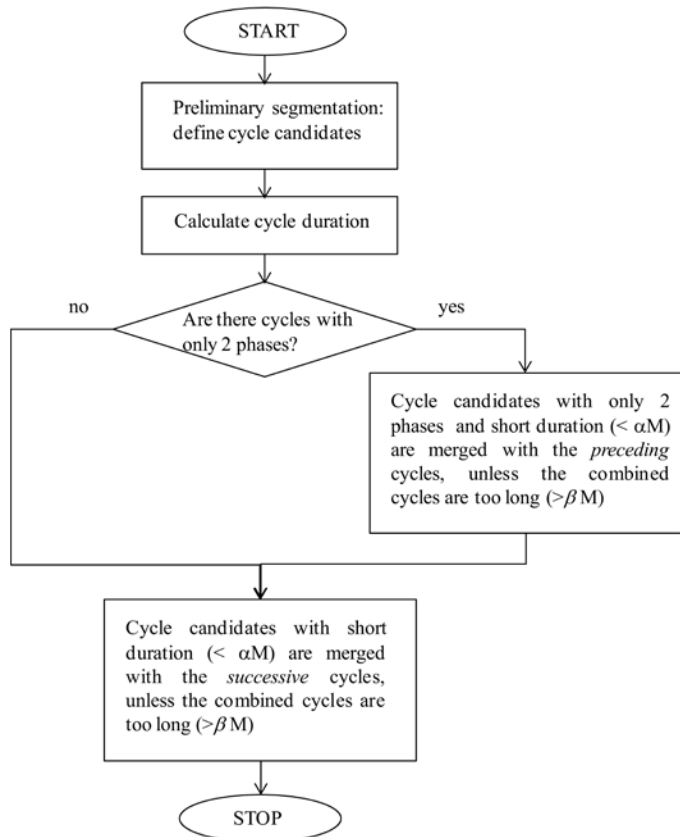 START
Preliminary segmentation:
define cycle candidates
Calculate cycle duration
no
yes
Are there cycles with
only 2 phases?
Cycle candidates with only 2
phases and short duration (< αM)
are merged with the preceding
cycles, unless the combined
cycles are too long (>β M)
Cycle candidates with short
duration (< αM) are merged
with the successive cycles,
unless the combined cycles are
too long (>β M)
STOP